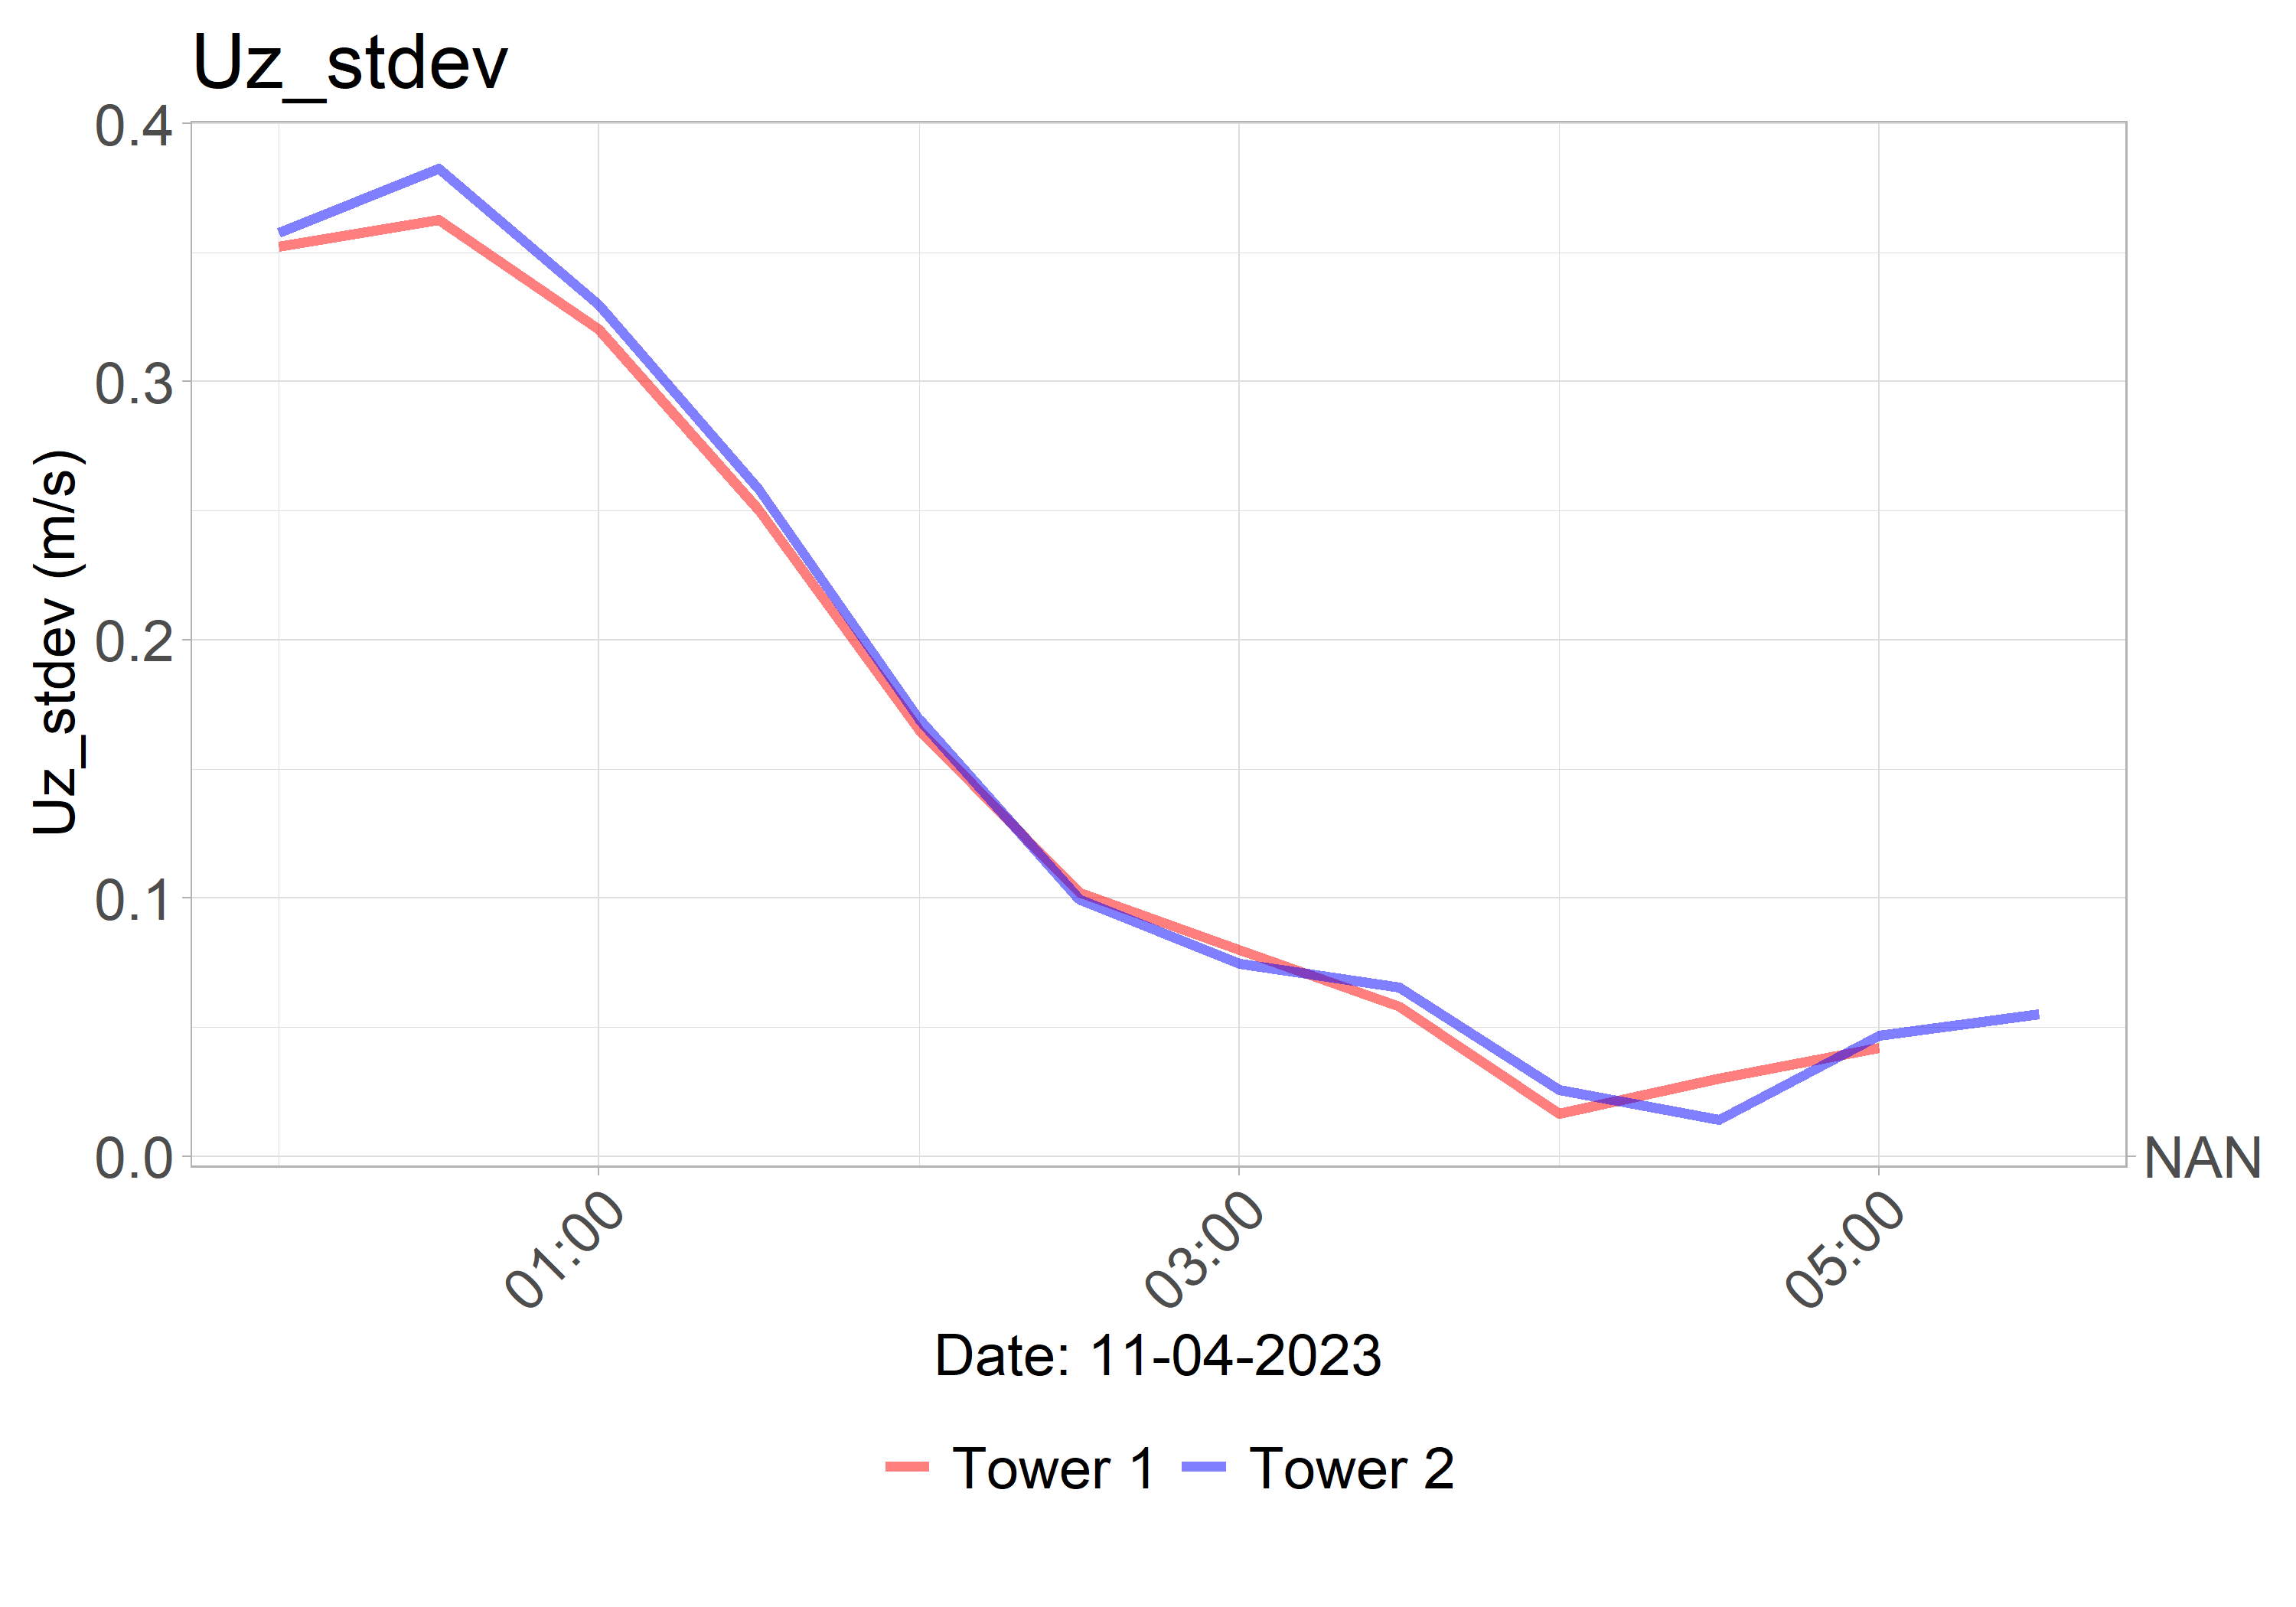 Uz_stdev
Uz_stdev (m/s)
0.4
0.3
0.2
0.1
0.0
NAN
01:00
03:00
05:00
Date: 11-04-2023
Tower 1
Tower 2